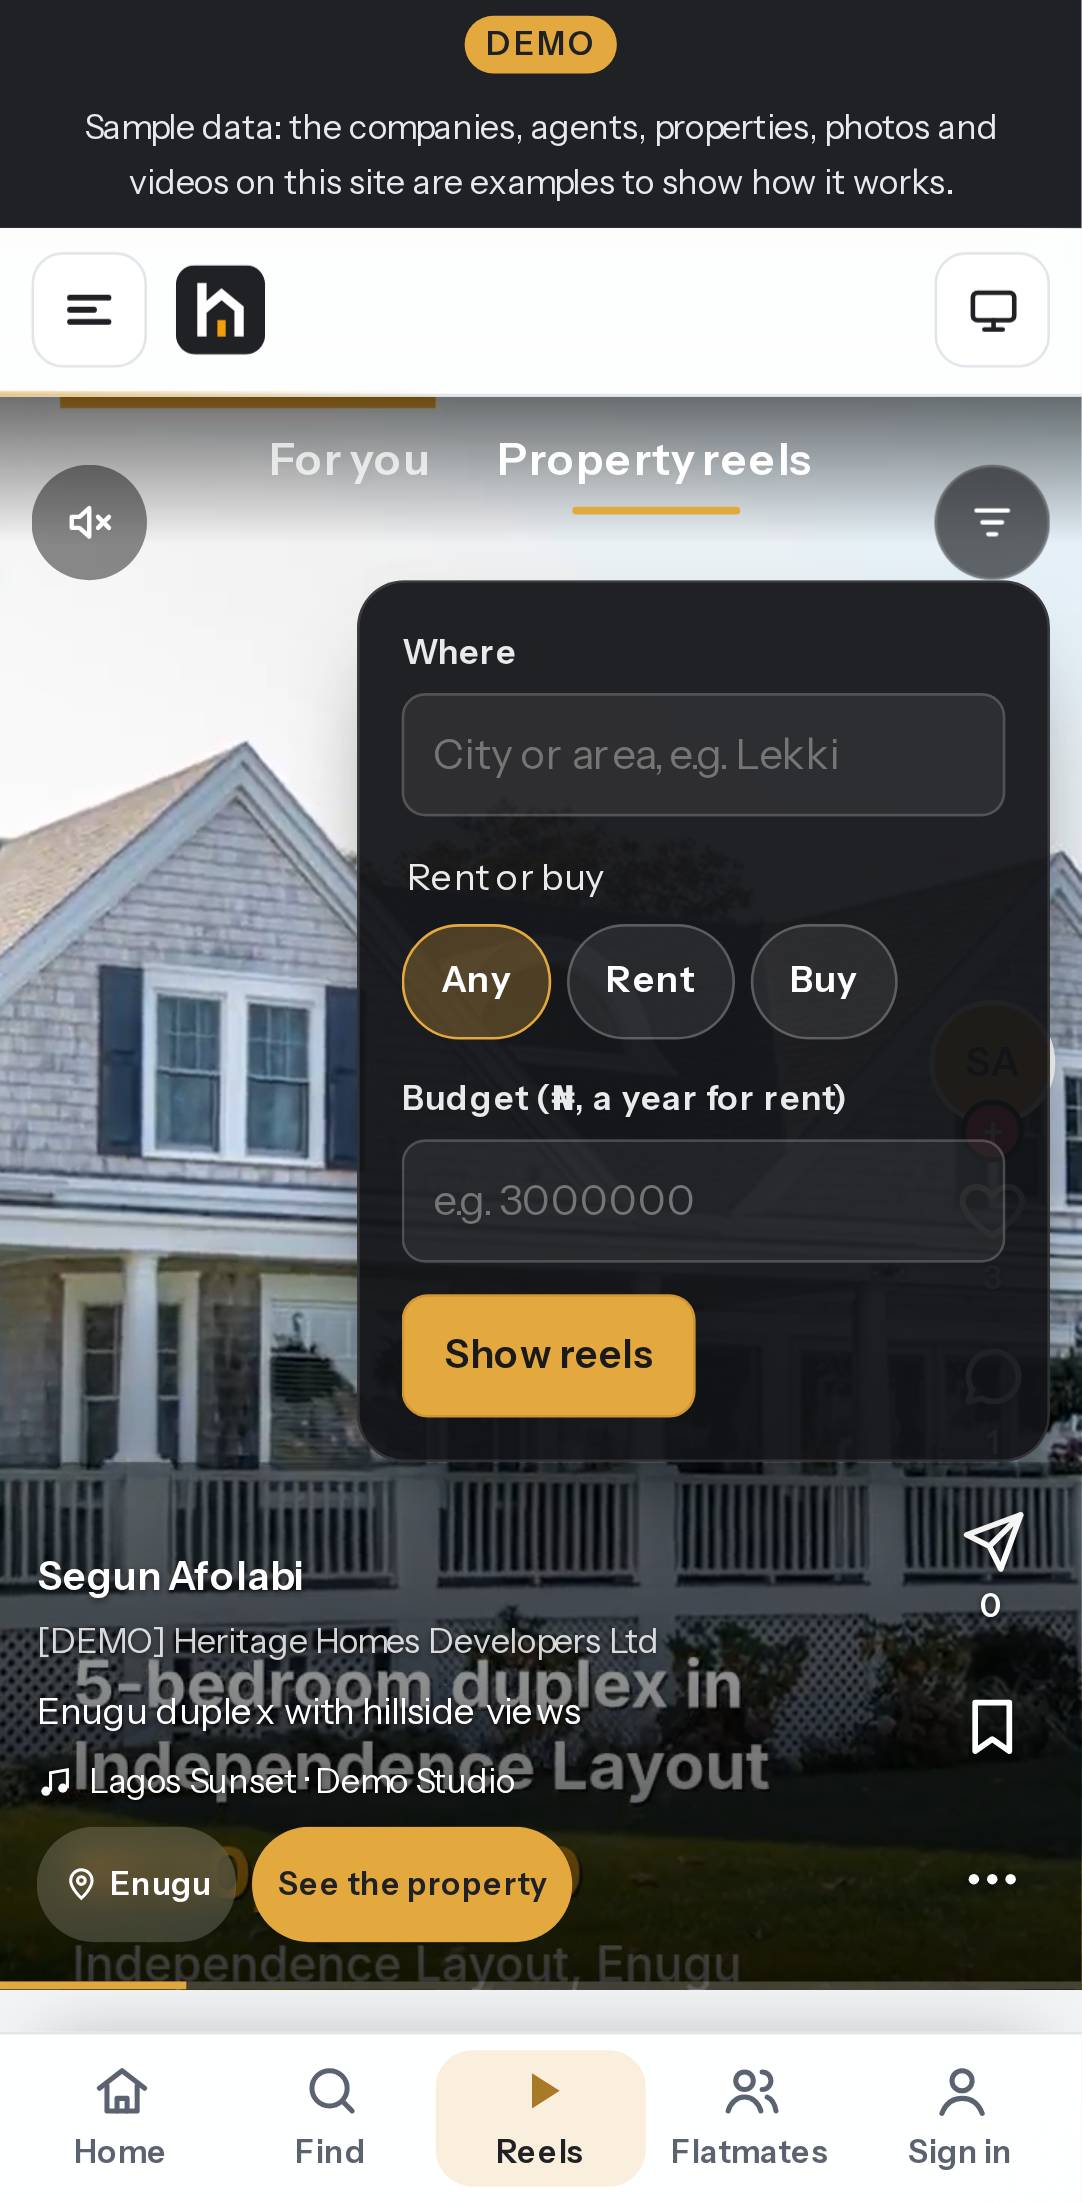 DEMO
Sample data: the companies, agents, properties, photos and
videos on this site are examples to show how it works.
For you
Property reels
Where
City or area, e.g. Lekki
Rent or buy
Any
Rent
Buy
Budget (₦, a year for rent)
e.g. 3000000
Show reels
SA
3
1
0
Segun Afolabi
[DEMO] Heritage Homes Developers Ltd
5-bedroom duplex in
Enugu duplex with hillside views
Independence Layout
Lagos Sunset · Demo Studio
Enugu
See the property
Independence Layout, Enugu
Home
Find
Reels
Flatmates
Sign in